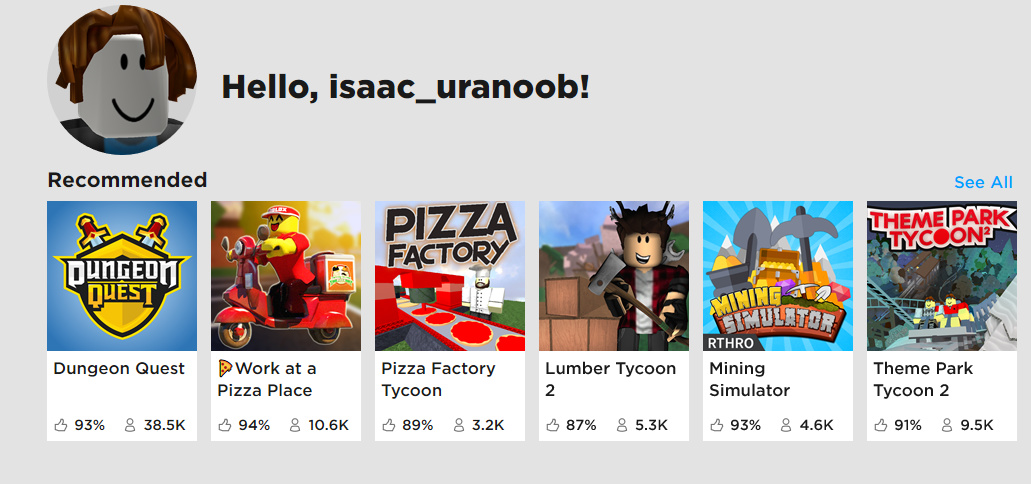 Hello, isaac_uranoob!
Recommended
See All
DUNGEON
QUEST
PIZZA
FACTORY
MINING
SIMULATOR
RTHRO
THEME PARK
TYCOON²
Dungeon Quest
Work at a
Pizza Place
Pizza Factory
Tycoon
Lumber Tycoon
2
Mining
Simulator
Theme Park
Tycoon 2
93% 38.5K
94% 10.6K
89% 3.2K
87% 5.3K
93% 4.6K
91% 9.5K